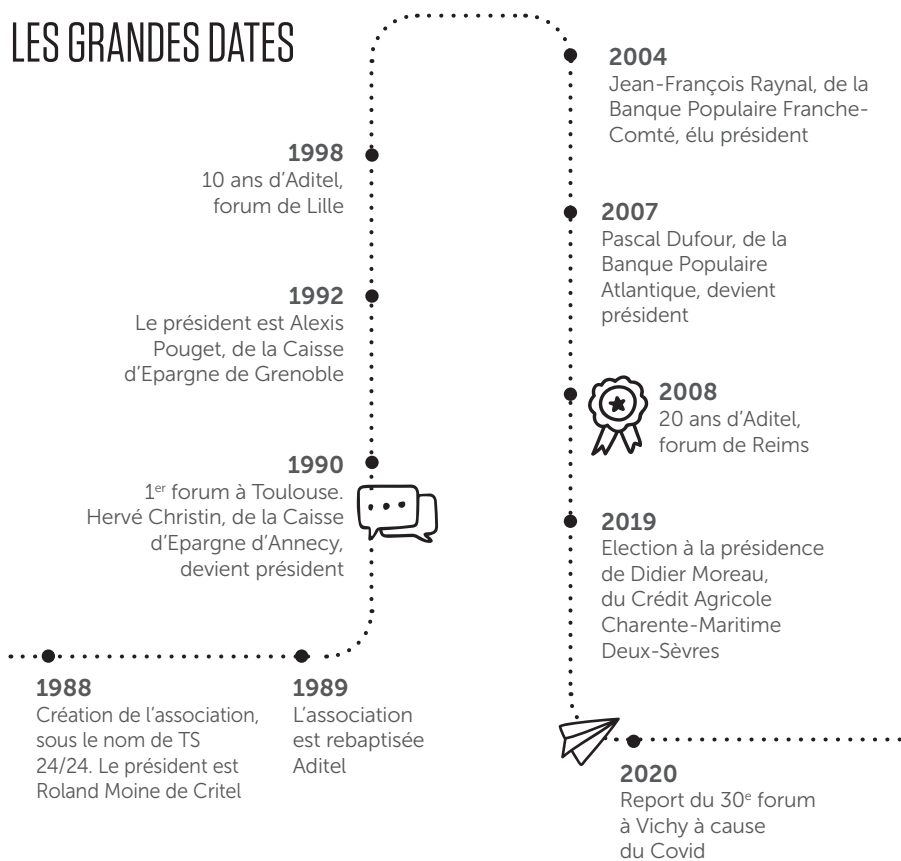 LES GRANDES DATES
1988
Création de l’association,
sous le nom de TS
24/24. Le président est
Roland Moine de Critel
1989
L’association
est rebaptisée
Aditel
1990
1er forum à Toulouse.
Hervé Christin, de la Caisse
d’Epargne d’Annecy,
devient président
1992
Le président est Alexis
Pouget, de la Caisse
d’Epargne de Grenoble
1998
10 ans d’Aditel,
forum de Lille
2004
Jean-François Raynal, de la
Banque Populaire Franche-
Comté, élu président
2007
Pascal Dufour, de la
Banque Populaire
Atlantique, devient
président
2008
20 ans d’Aditel,
forum de Reims
2019
Election à la présidence
de Didier Moreau,
du Crédit Agricole
Charente-Maritime
Deux-Sèvres
2020
Report du 30e forum
à Vichy à cause
du Covid